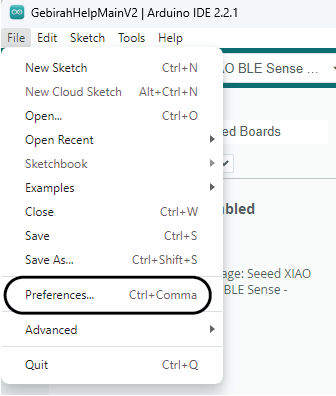 GebirahHelpMainV2 | Arduino IDE 2.2.1
File Edit Sketch Tools Help
New Sketch Ctrl+N
New Cloud Sketch Alt+Ctrl+N
Open... Ctrl+O
Open Recent
Sketchbook
Examples
Close Ctrl+W
Save Ctrl+S
Save As... Ctrl+Shift+S
Preferences... Ctrl+Comma
Advanced
Quit Ctrl+Q
AO BLE Sense ...
ed Boards
bled
age: Seeed XIAO
BLE Sense -